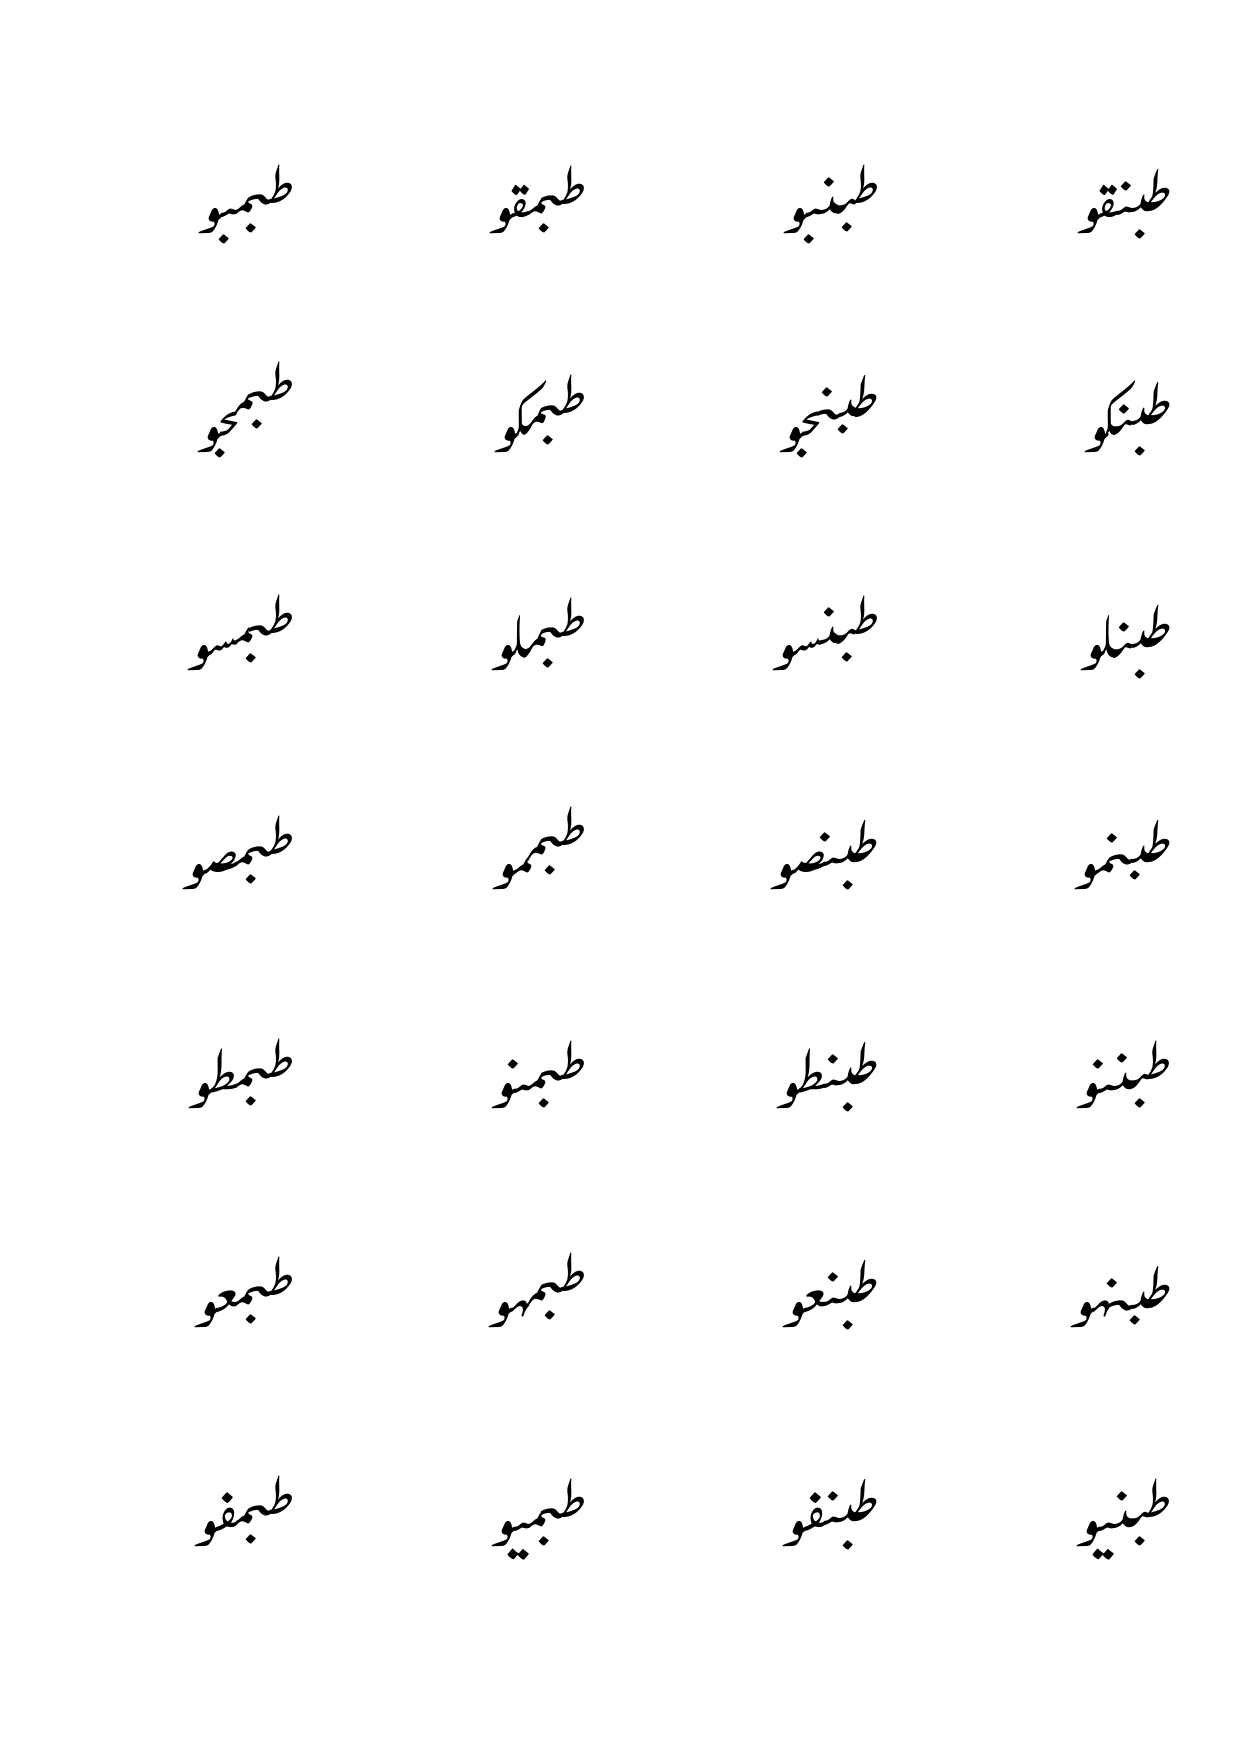 طبنقو طبنبو طبمقو طبمبو
طبنكو طبنجو طبمكو طبمجو
طبنلو طبنسو طبملو طبمسو
طبنمو طبنصو طبممو طبمصو
طبننو طبنطو طبمنو طبمطو
طبنهو طبنعو طبمهو طبمعو
طبنيو طبنفو طبميو طبمفو